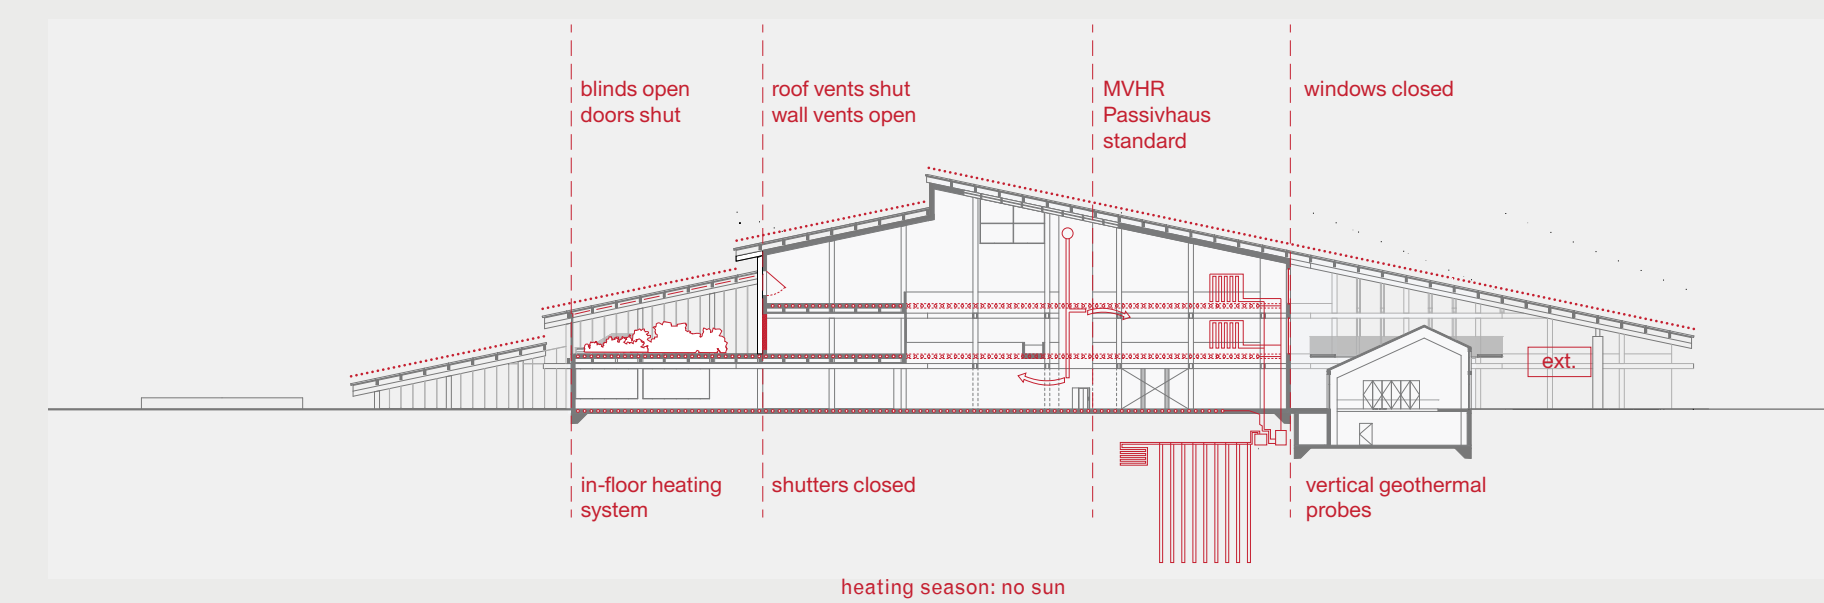 blinds open
doors shut
roof vents shut
wall vents open
MVHR
Passivhaus
standard
windows closed
ext.
in-floor heating
system
shutters closed
vertical geothermal
probes
heating season: no sun